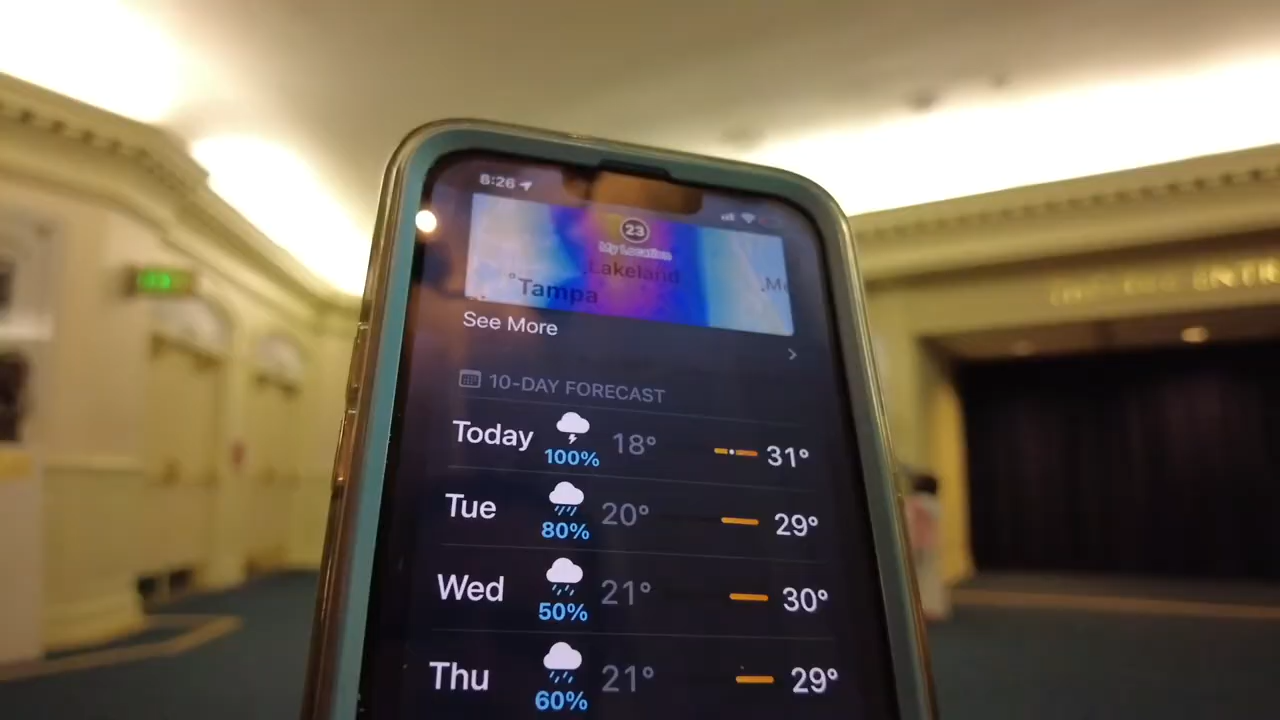 8:26
23
My Location
Lakeland
Tampa
See More
10-DAY FORECAST
Today 18° 31°
100%
Tue 20° 29°
80%
Wed 21° 30°
50%
Thu 21° 29°
60%